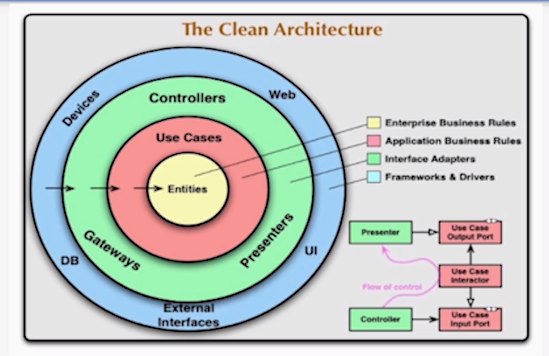 The Clean Architecture
Devices
Web
Controllers
Use Cases
Entities
Gateways
Presenters
DB
UI
External
Interfaces
Enterprise Business Rules
Application Business Rules
Interface Adapters
Frameworks & Drivers
Presenter
Use Case
Output Port
Flow of control
Use Case
Interactor
Controller
Use Case
Input Port